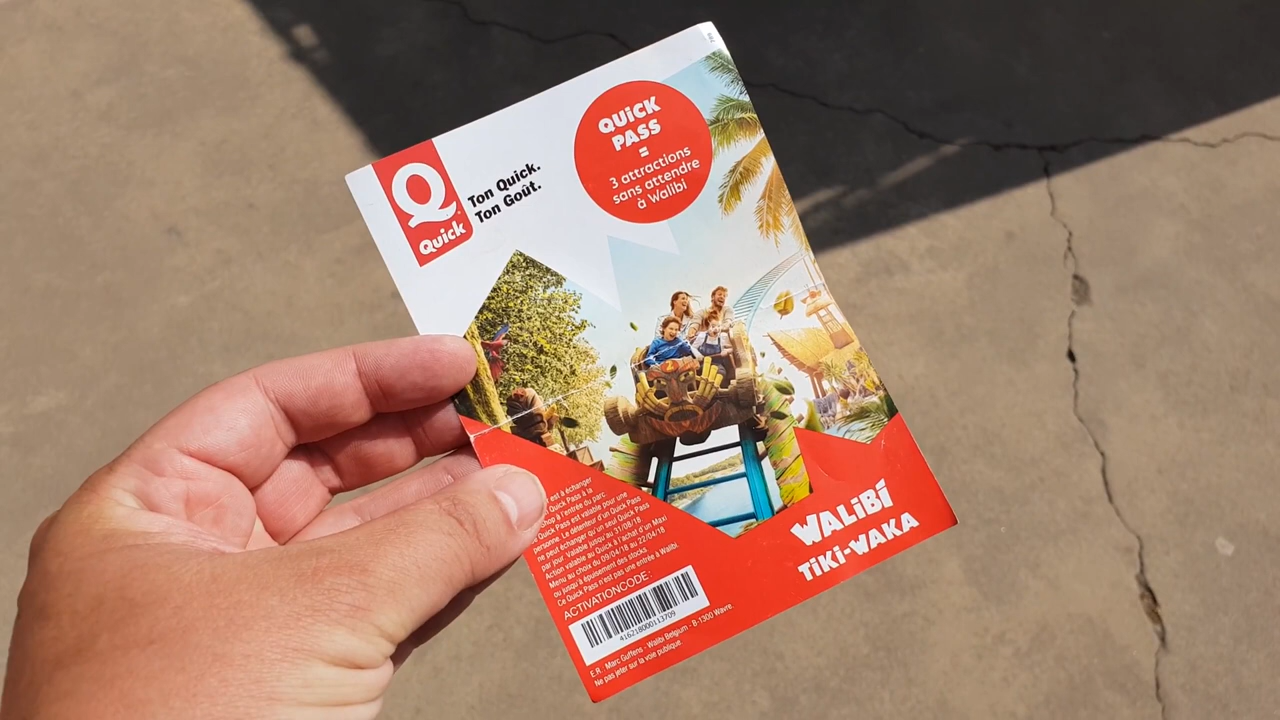 Q
Quick
Ton Quick.
Ton Goût.
QUICK
PASS
=
3 attractions
sans attendre
à Walibi
est à échanger
Quick Pass à la
Shop à l'entrée du parc
Quick Pass est valable pour une
personne. Le détenteur d'un Quick Pass
ne peut échanger qu'un seul Quick Pass
par jour. Valable jusqu'au 31/08/18
Action valable au Quick à l'achat d'un Maxi
Menu au choix du 09/04/18 au 22/04/18
ou jusqu'à épuisement des stocks
Ce Quick Pass n'est pas une entrée à Walibi.
ACTIVATIONCODE:
416218000113709
E.R.: Marc Guffens - Walibi Belgium - B-1300 Wavre.
Ne pas jeter sur la voie publique.
WALiBi
TiKi-WAKA